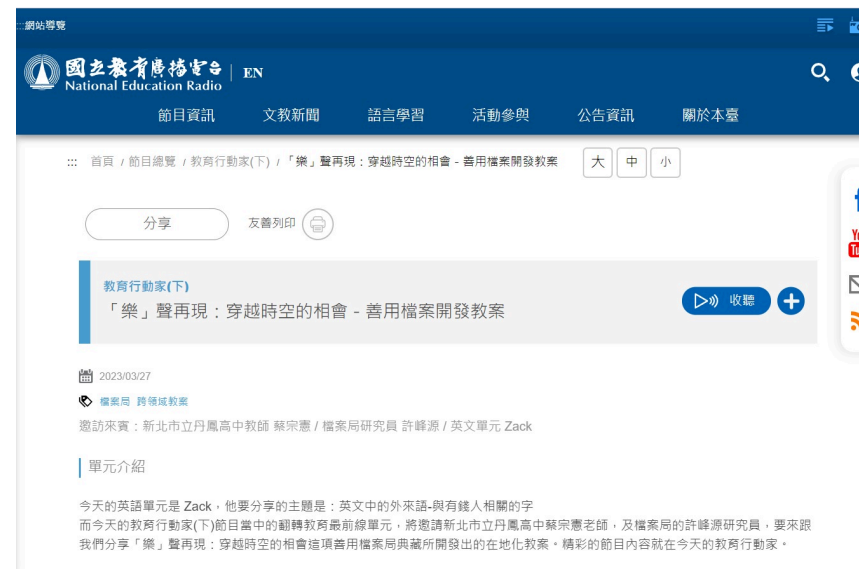 :::網站導覽
國立教育廣播電台 | EN
National Education Radio
節目資訊 文教新聞 語言學習 活動參與 公告資訊 關於本臺
::: 首頁 / 節目總覽 / 教育行動家(下) / 「樂」聲再現：穿越時空的相會 - 善用檔案開發教案 大 中 小
分享 友善列印
教育行動家(下)
「樂」聲再現：穿越時空的相會 - 善用檔案開發教案
收聽
2023/03/27
檔案局 跨領域教案
邀訪來賓：新北市立丹鳳高中教師 蔡宗憲 / 檔案局研究員 許峰源 / 英文單元 Zack
單元介紹
今天的英語單元是 Zack，他要分享的主題是：英文中的外來語-與有錢人相關的字
而今天的教育行動家(下)節目當中的翻轉教育最前線單元，將邀請新北市立丹鳳高中蔡宗憲老師，及檔案局的許峰源研究員，要來跟
我們分享「樂」聲再現：穿越時空的相會這項善用檔案局典藏所開發出的在地化教案。精彩的節目內容就在今天的教育行動家。